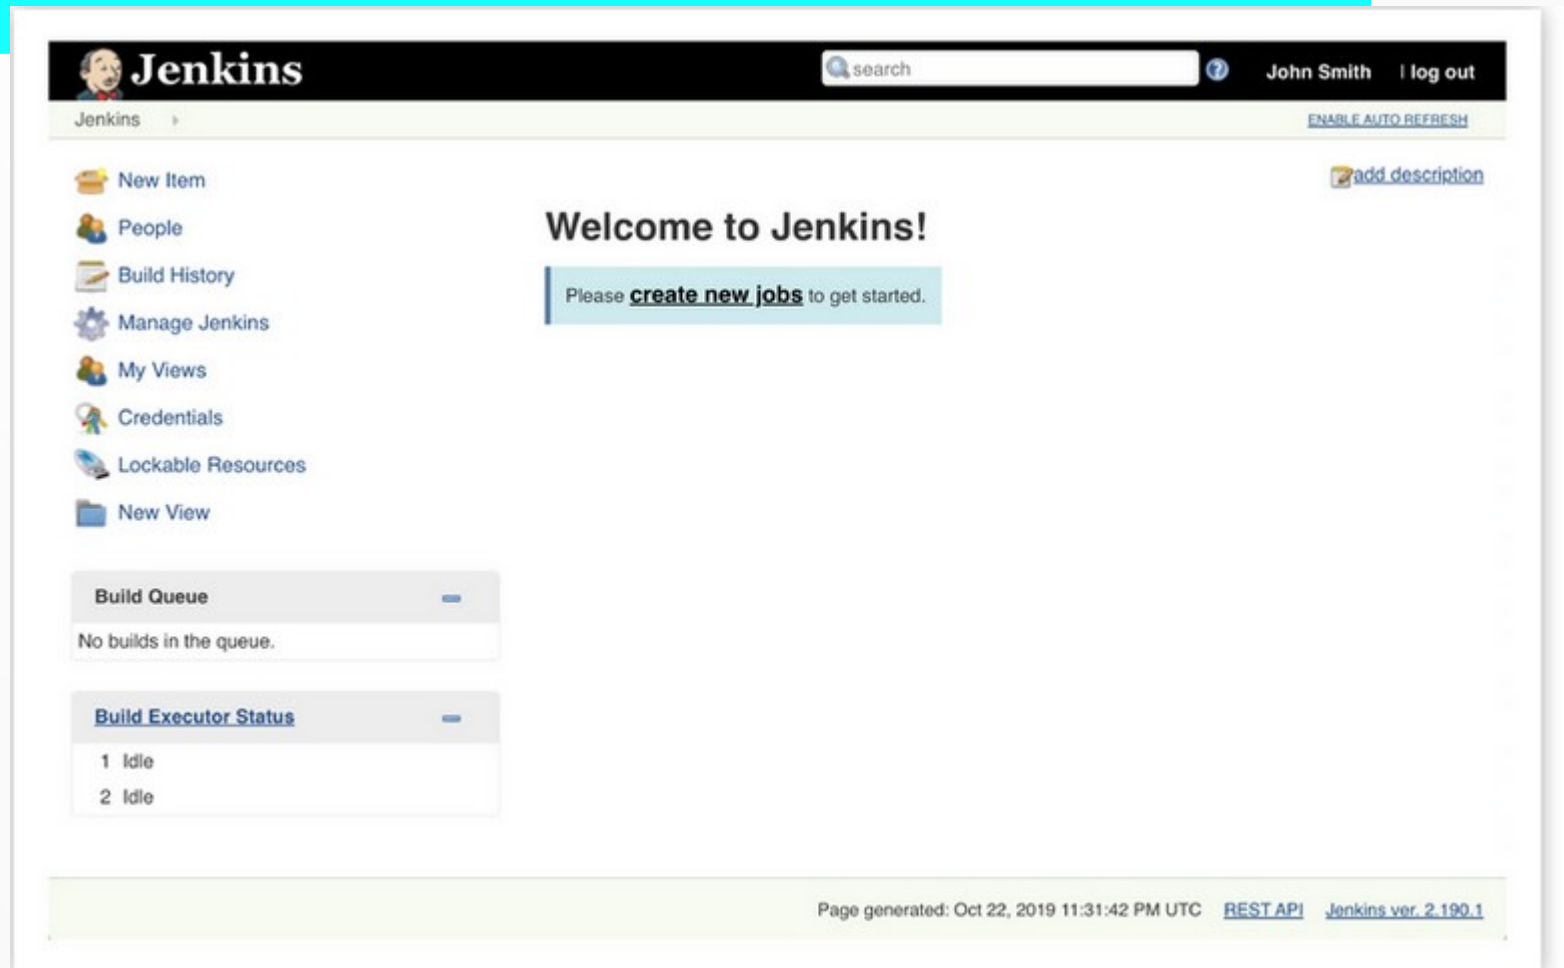 Jenkins
search
John Smith | log out
Jenkins
ENABLE AUTO REFRESH
New Item
People
Build History
Manage Jenkins
My Views
Credentials
Lockable Resources
New View
add description
Welcome to Jenkins!
Please create new jobs to get started.
Build Queue
No builds in the queue.
Build Executor Status
1 Idle
2 Idle
Page generated: Oct 22, 2019 11:31:42 PM UTC REST API Jenkins ver. 2.190.1